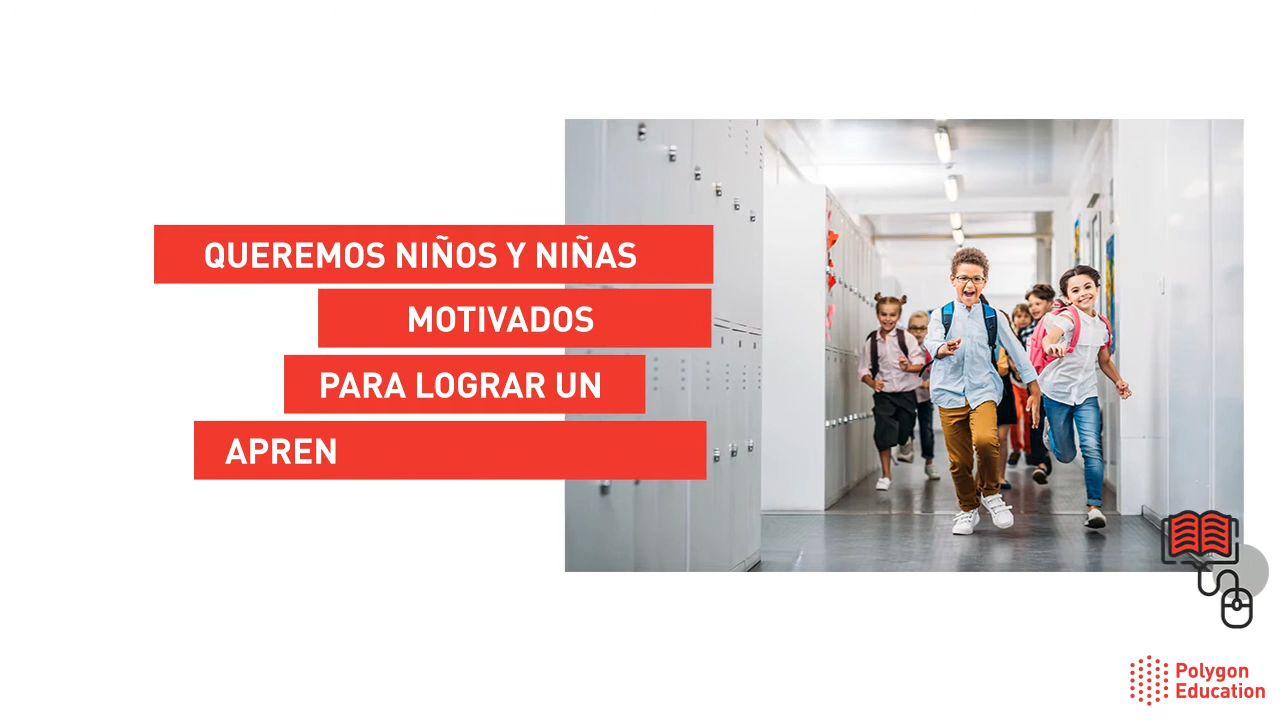 QUEREMOS NIÑOS Y NIÑAS
MOTIVADOS
PARA LOGRAR UN
APREN
Polygon
Education